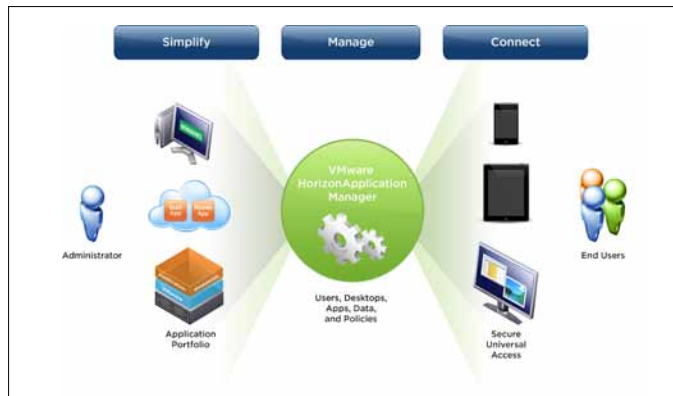 Simplify
Manage
Connect
VMware
HorizonApplication
Manager
Administrator
Application
Portfolio
Users, Desktops,
Apps, Data,
and Policies
Secure
Universal
Access
End Users